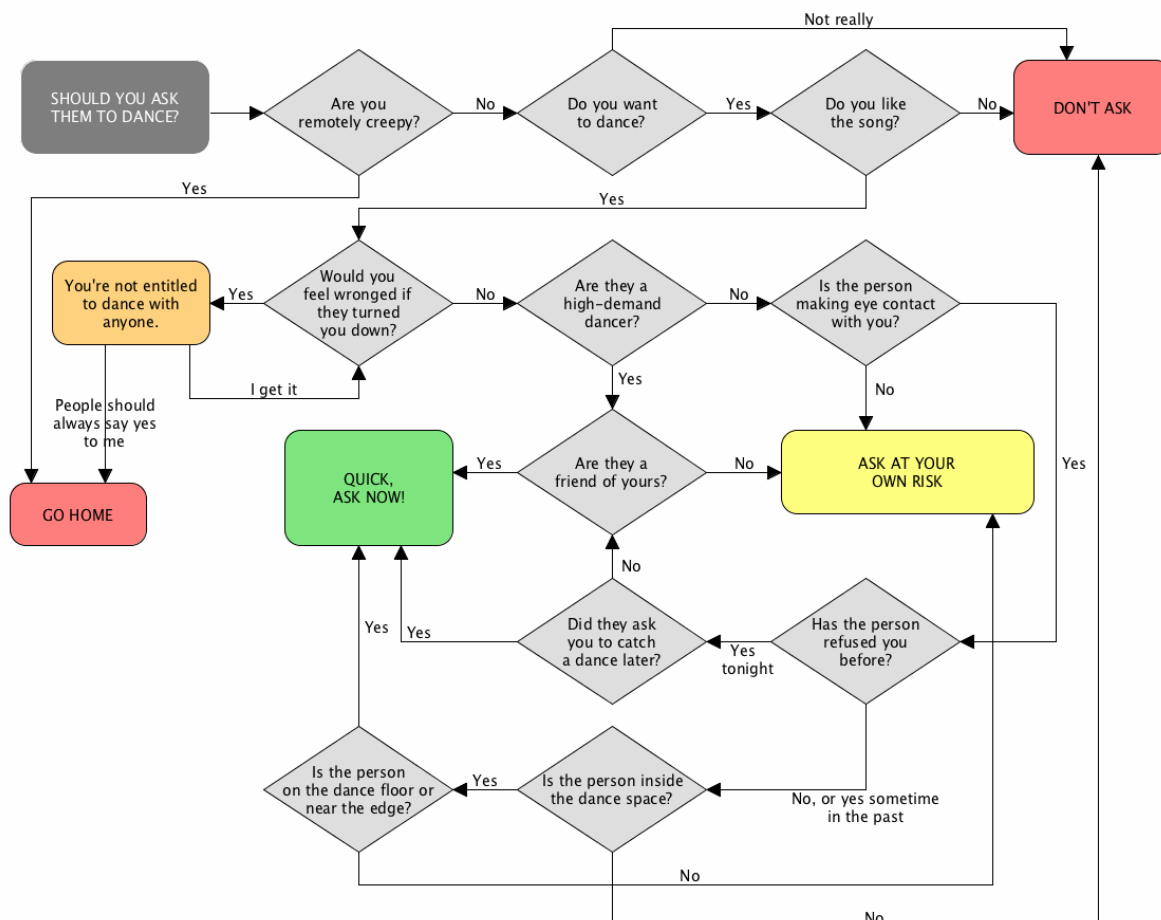 Not really
SHOULD YOU ASK
THEM TO DANCE?
Are you
remotely creepy?
No
Do you want
to dance?
Yes
Do you like
the song?
No
DON'T ASK
Yes
Yes
You're not entitled
to dance with
anyone.
Yes
Would you
feel wronged if
they turned
you down?
No
Are they a
high-demand
dancer?
No
Is the person
making eye contact
with you?
I get it
Yes
No
People should
always say yes
to me
GO HOME
QUICK,
ASK NOW!
Yes
Are they a
friend of yours?
No
ASK AT YOUR
OWN RISK
Yes
No
Yes
Yes
Did they ask
you to catch
a dance later?
Yes
tonight
Has the person
refused you
before?
Is the person
on the dance floor or
near the edge?
Yes
Is the person inside
the dance space?
No, or yes sometime
in the past
No
No